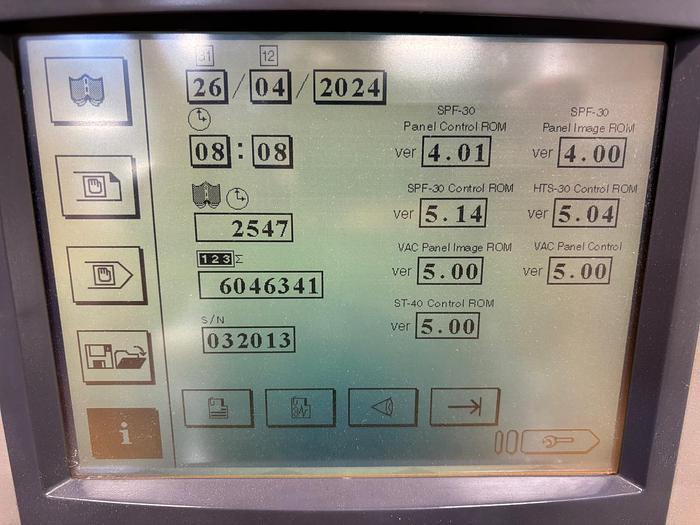 31 12
26 / 04 / 2024
08 : 08
2547
123 Σ
6046341
S/N
032013
SPF-30
Panel Control ROM
ver 4.01
SPF-30
Panel Image ROM
ver 4.00
SPF-30 Control ROM
ver 5.14
HTS-30 Control ROM
ver 5.04
VAC Panel Image ROM
ver 5.00
VAC Panel Control
ver 5.00
ST-40 Control ROM
ver 5.00
i